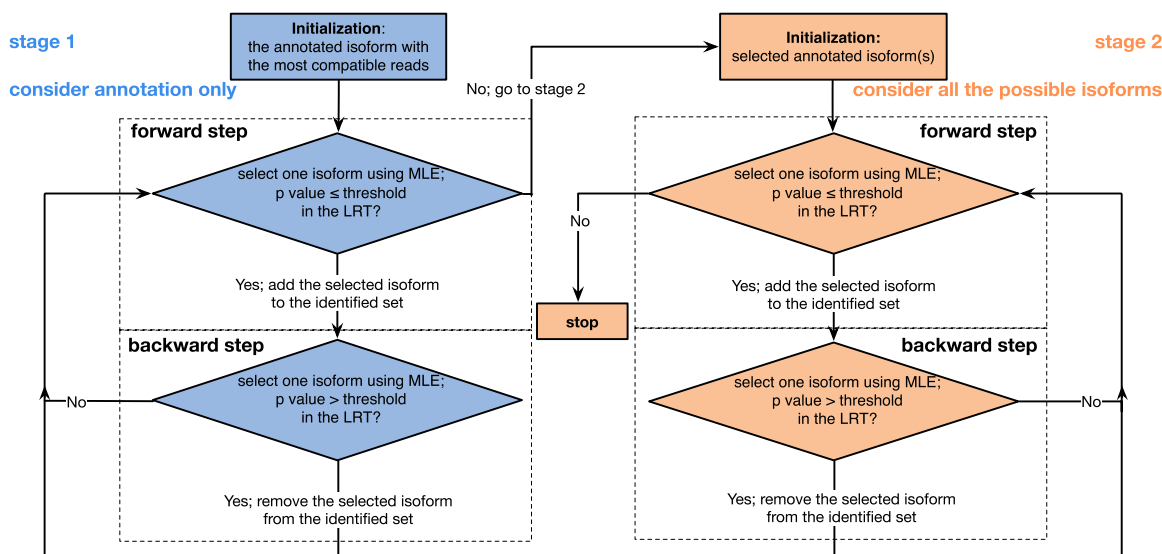 stage 1
consider annotation only
Initialization:
the annotated isoform with
the most compatible reads
forward step
select one isoform using MLE;
p value ≤ threshold
in the LRT?
No; go to stage 2
Yes; add the selected isoform
to the identified set
backward step
select one isoform using MLE;
p value > threshold
in the LRT?
No
Yes; remove the selected isoform
from the identified set
stage 2
consider all the possible isoforms
Initialization:
selected annotated isoform(s)
forward step
select one isoform using MLE;
p value ≤ threshold
in the LRT?
No
stop
Yes; add the selected isoform
to the identified set
backward step
select one isoform using MLE;
p value > threshold
in the LRT?
No
Yes; remove the selected isoform
from the identified set